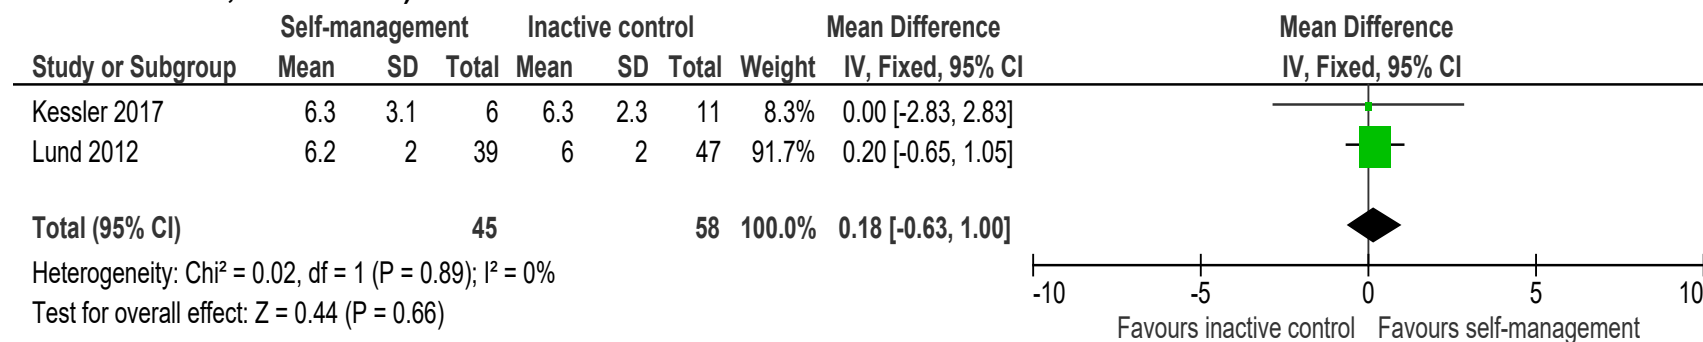 Self-management Inactive control Mean Difference Mean Difference
Study or Subgroup Mean SD Total Mean SD Total Weight IV, Fixed, 95% CI IV, Fixed, 95% CI
Kessler 2017 6.3 3.1 6 6.3 2.3 11 8.3% 0.00 [-2.83, 2.83]
Lund 2012 6.2 2 39 6 2 47 91.7% 0.20 [-0.65, 1.05]
Total (95% CI) 45 58 100.0% 0.18 [-0.63, 1.00]
Heterogeneity: Chi² = 0.02, df = 1 (P = 0.89); I² = 0%
Test for overall effect: Z = 0.44 (P = 0.66)
-10 -5 0 5 10
Favours inactive control Favours self-management